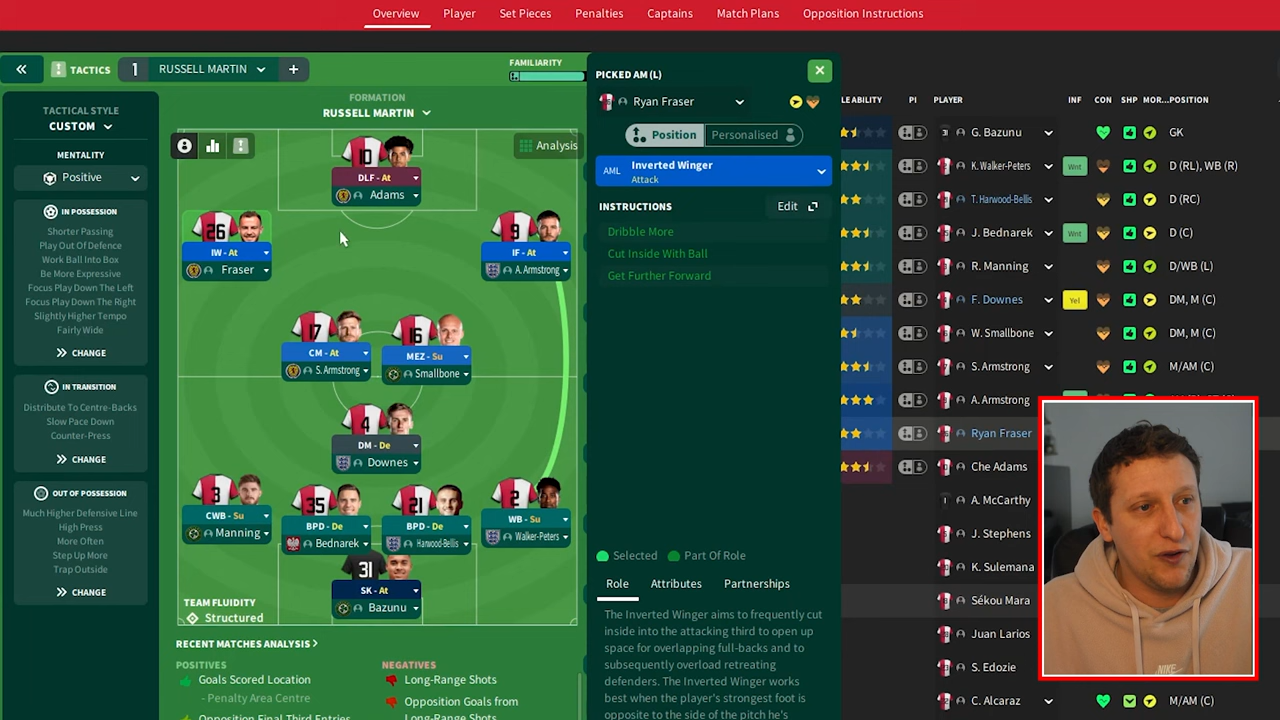 Overview
Player
Set Pieces
Penalties
Captains
Match Plans
Opposition Instructions
TACTICS
1
RUSSELL MARTIN
+
FAMILIARITY
TACTICAL STYLE
CUSTOM
MENTALITY
Positive
IN POSSESSION
Shorter Passing
Play Out Of Defence
Work Ball Into Box
Be More Expressive
Focus Play Down The Left
Focus Play Down The Right
Slightly Higher Tempo
Fairly Wide
CHANGE
IN TRANSITION
Distribute To Centre-Backs
Slow Pace Down
Counter-Press
CHANGE
OUT OF POSSESSION
Much Higher Defensive Line
High Press
More Often
Step Up More
Trap Outside
CHANGE
FORMATION
RUSSELL MARTIN
Analysis
10
DLF - At
Adams
26
IW - At
Fraser
9
IF - At
A. Armstrong
17
CM - At
S. Armstrong
16
MEZ - Su
Smallbone
4
DM - De
Downes
3
CWB - Su
Manning
35
BPD - De
Bednarek
21
BPD - De
Harwood-Bellis
2
WB - Su
Walker-Peters
31
SK - At
Bazunu
TEAM FLUIDITY
Structured
RECENT MATCHES ANALYSIS
POSITIVES
Goals Scored Location
- Penalty Area Centre
Opposition Final Third Entries
NEGATIVES
Long-Range Shots
Opposition Goals from
Long-Range Shots
PICKED AM (L)
Ryan Fraser
Position
Personalised
AML
Inverted Winger
Attack
INSTRUCTIONS
Edit
Dribble More
Cut Inside With Ball
Get Further Forward
Selected
Part Of Role
Role
Attributes
Partnerships
The Inverted Winger aims to frequently cut
inside into the attacking third to open up
space for overlapping full-backs and to
subsequently overload retreating
defenders. The Inverted Winger works
best when the player's strongest foot is
opposite to the side of the pitch he's
LE ABILITY
PI
PLAYER
INF
CON
SHP
MOR...
POSITION
G. Bazunu
GK
K. Walker-Peters
Wnt
D (RL), WB (R)
T. Harwood-Bellis
D (RC)
J. Bednarek
Wnt
D (C)
R. Manning
D/WB (L)
F. Downes
Yel
DM, M (C)
W. Smallbone
DM, M (C)
S. Armstrong
M/AM (C)
A. Armstrong
Ryan Fraser
Che Adams
A. McCarthy
J. Stephens
K. Sulemana
Sékou Mara
Juan Larios
S. Edozie
C. Alcaraz
M/AM (C)
NIKE